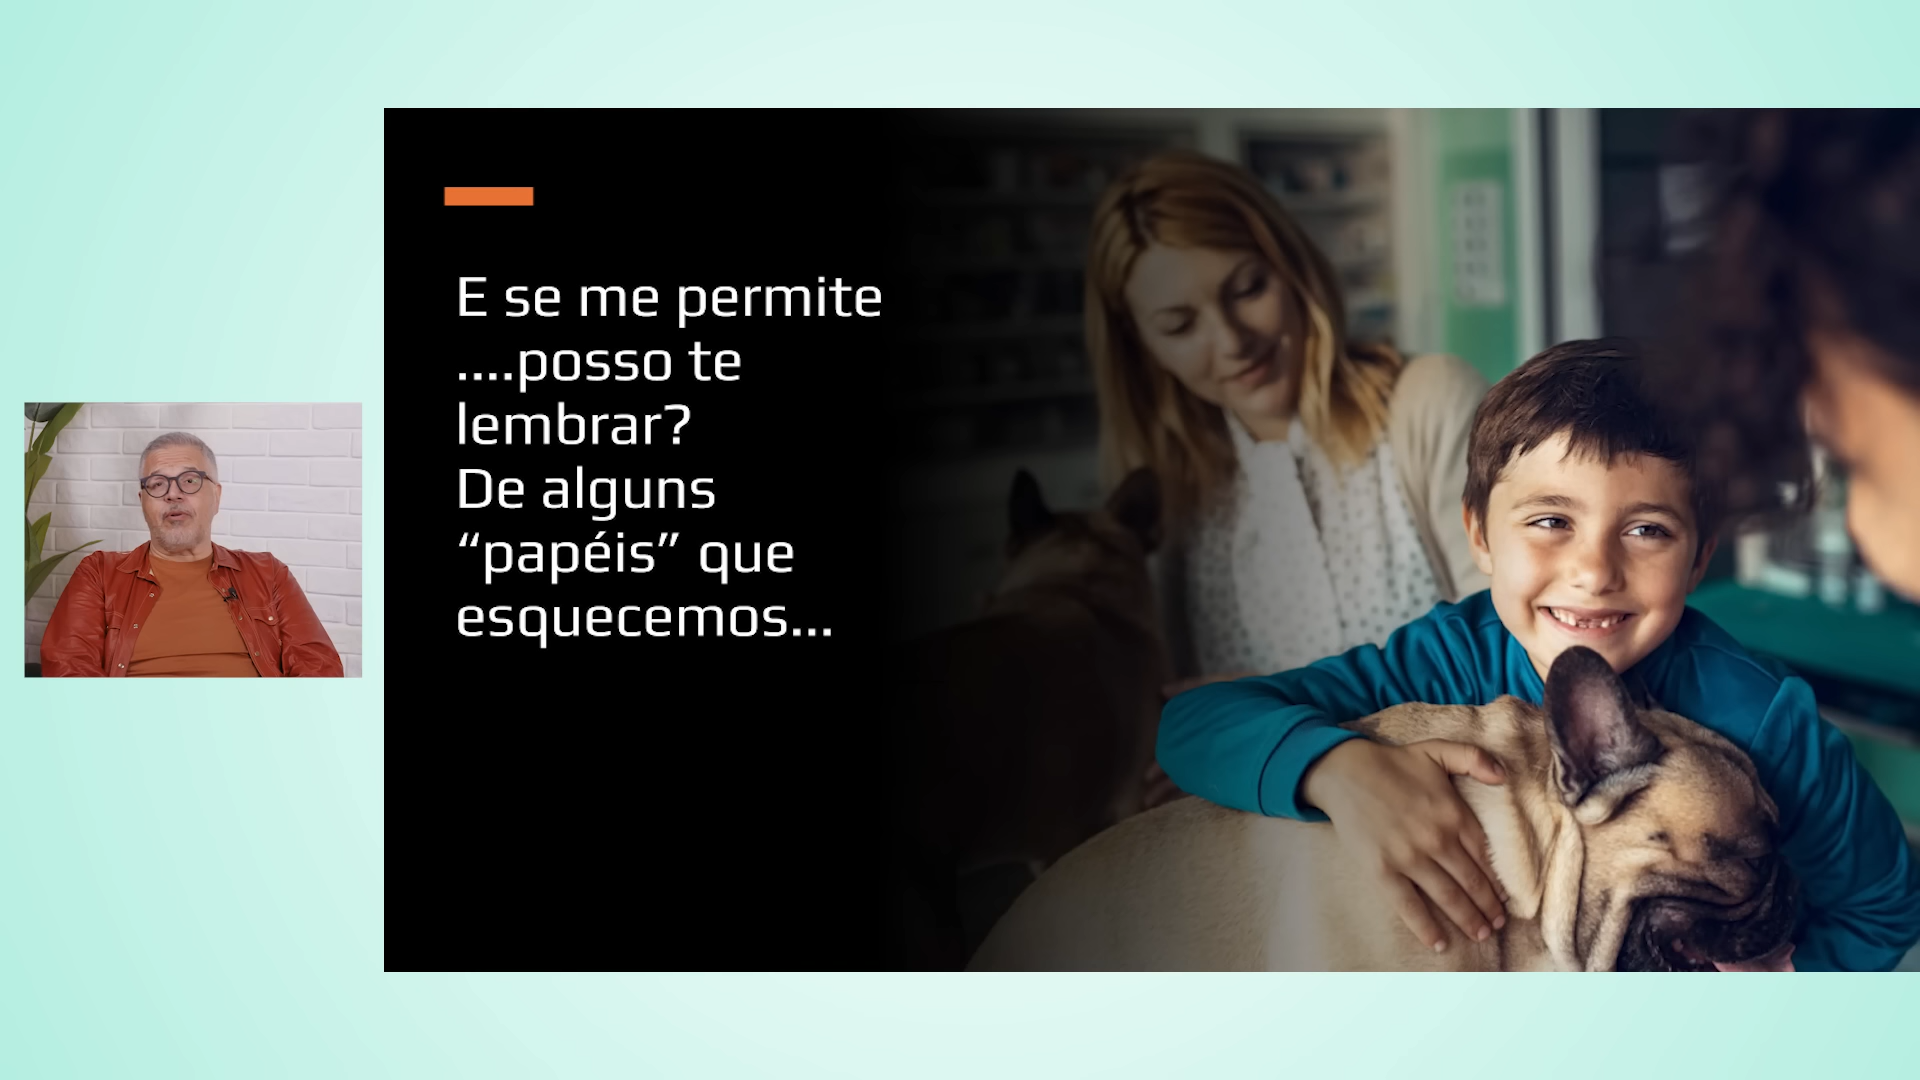 E se me permite
....posso te
lembrar?
De alguns
“papéis” que
esquecemos...